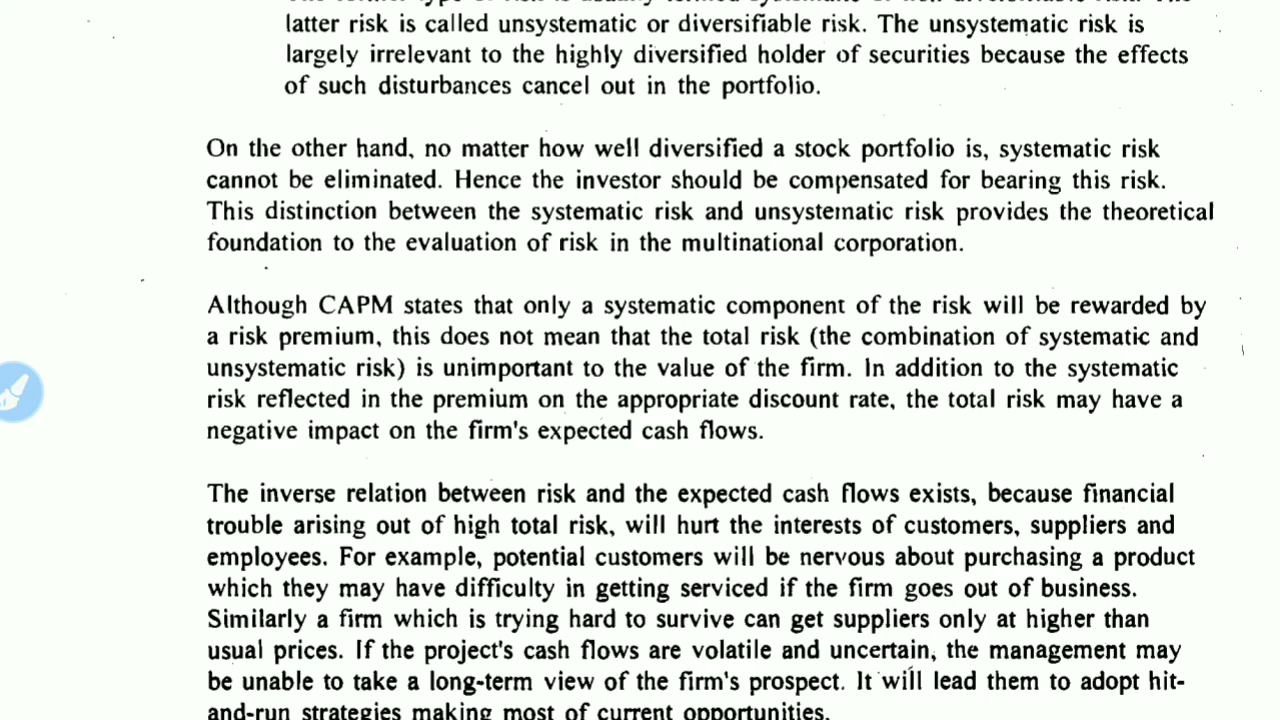 latter risk is called unsystematic or diversifiable risk. The unsystematic risk is
largely irrelevant to the highly diversified holder of securities because the effects
of such disturbances cancel out in the portfolio.
On the other hand, no matter how well diversified a stock portfolio is, systematic risk
cannot be eliminated. Hence the investor should be compensated for bearing this risk.
This distinction between the systematic risk and unsystematic risk provides the theoretical
foundation to the evaluation of risk in the multinational corporation.
Although CAPM states that only a systematic component of the risk will be rewarded by
a risk premium, this does not mean that the total risk (the combination of systematic and
unsystematic risk) is unimportant to the value of the firm. In addition to the systematic
risk reflected in the premium on the appropriate discount rate, the total risk may have a
negative impact on the firm's expected cash flows.
The inverse relation between risk and the expected cash flows exists, because financial
trouble arising out of high total risk, will hurt the interests of customers, suppliers and
employees. For example, potential customers will be nervous about purchasing a product
which they may have difficulty in getting serviced if the firm goes out of business.
Similarly a firm which is trying hard to survive can get suppliers only at higher than
usual prices. If the project's cash flows are volatile and uncertain, the management may
be unable to take a long-term view of the firm's prospect. It will lead them to adopt hit-
and-run strategies making most of current opportunities.